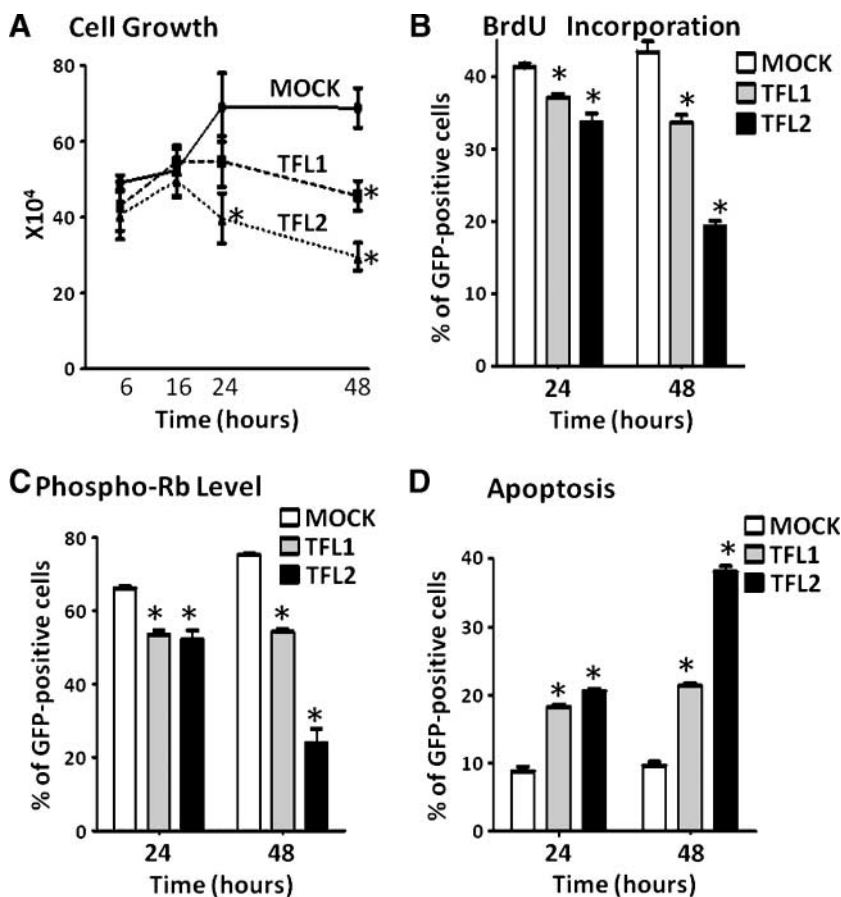 A Cell Growth
80
60
40
20
0
X10⁴
MOCK
TFL1
TFL2
*
*
*
6 16 24 48
Time (hours)
B BrdU Incorporation
MOCK
TFL1
TFL2
40
30
20
10
0
% of GFP-positive cells
* * * *
24 48
Time (hours)
C Phospho-Rb Level
MOCK
TFL1
TFL2
80
60
40
20
0
% of GFP-positive cells
* * * *
24 48
Time (hours)
D Apoptosis
MOCK
TFL1
TFL2
40
30
20
10
0
% of GFP-positive cells
* * * *
24 48
Time (hours)